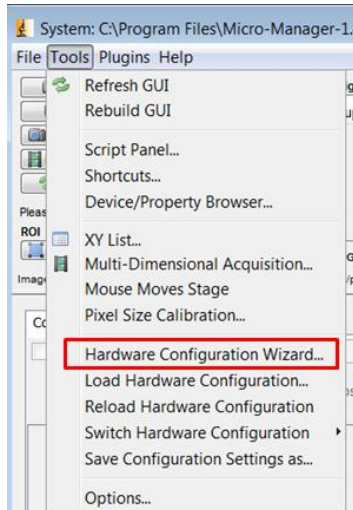 System: C:\Program Files\Micro-Manager-1.
File Tools Plugins Help
Refresh GUI
Rebuild GUI
Script Panel...
Shortcuts...
Device/Property Browser...
Pleas
ROI
XY List...
Multi-Dimensional Acquisition...
Image
Mouse Moves Stage
Pixel Size Calibration...
Hardware Configuration Wizard...
Load Hardware Configuration...
Reload Hardware Configuration
Switch Hardware Configuration
Save Configuration Settings as...
Options...